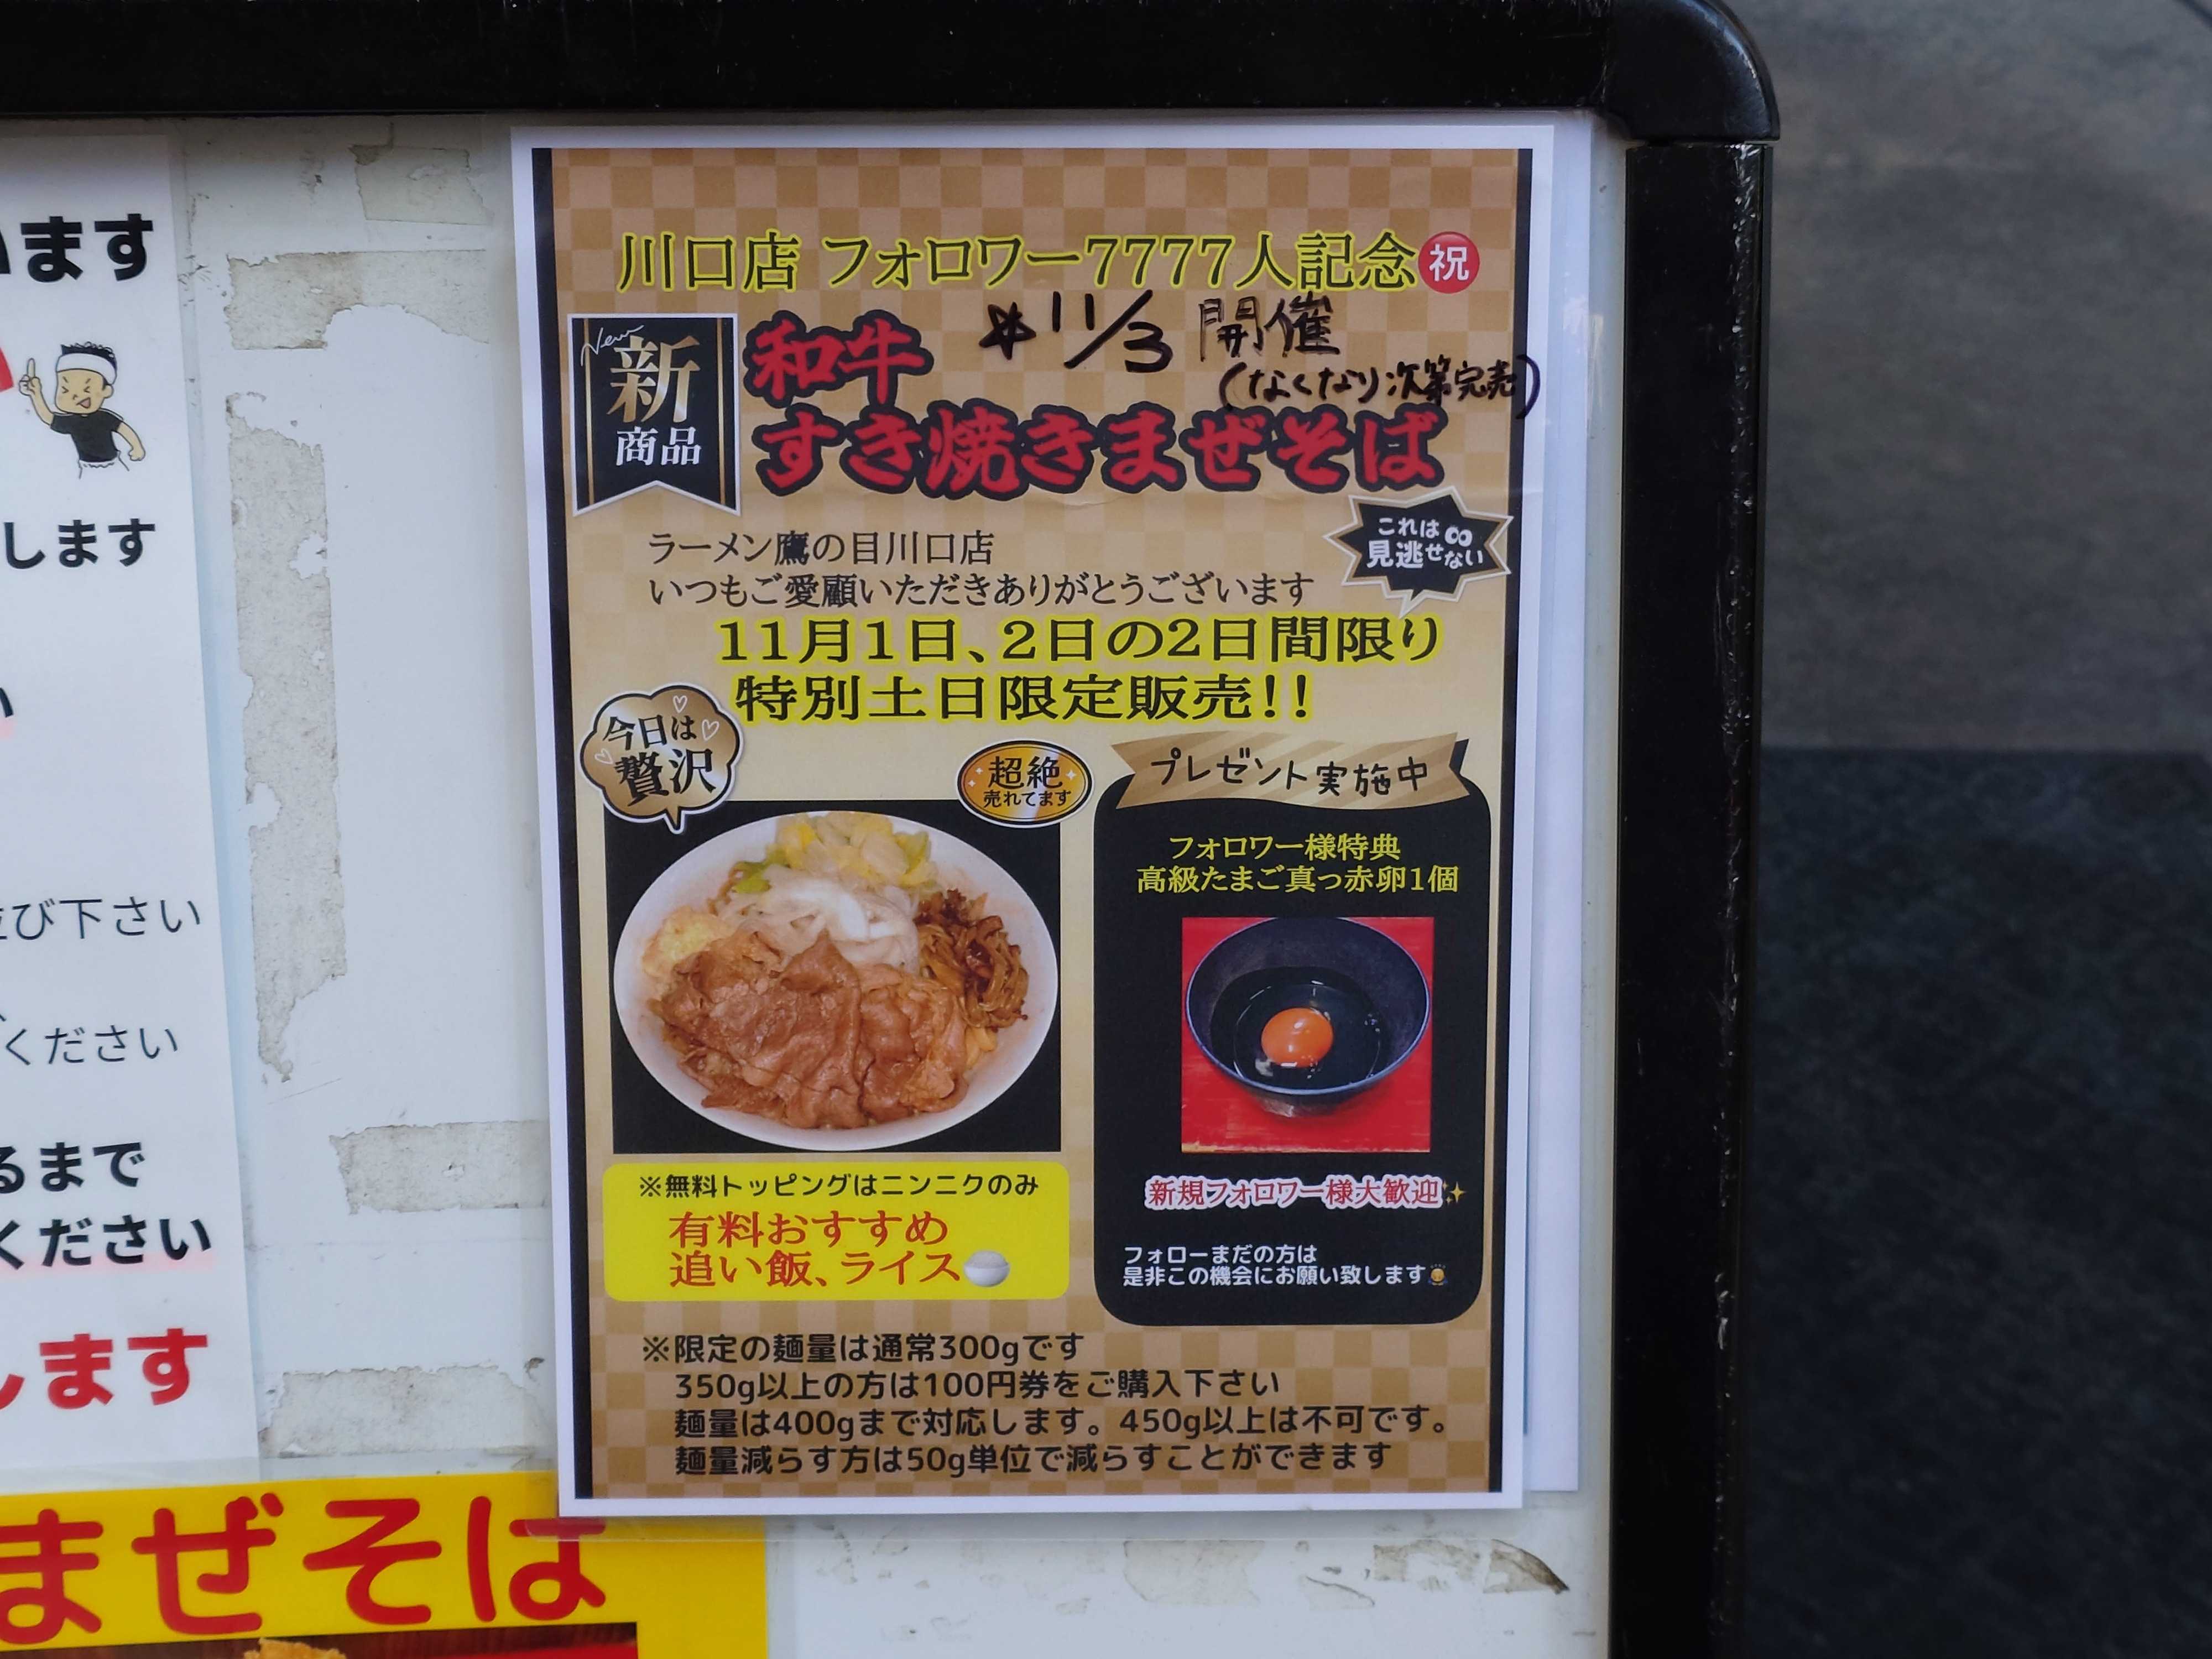 川口店 フォロワー7777人記念㊗
11/3 開催
(なくなり次第完売)
New
新
商品
和牛
すき焼きまぜそば
これは
見逃せない
ラーメン鷹の目川口店
いつもご愛顧いただきありがとうございます
11月1日、2日の2日間限り
特別土日限定販売!!
今日は
贅沢
超絶
売れてます
プレゼント実施中
フォロワー様特典
高級たまご真っ赤卵1個
新規フォロワー様大歓迎
フォローまだの方は
是非この機会にお願い致します
※無料トッピングはニンニクのみ
有料おすすめ
追い飯、ライス
※限定の麺量は通常300gです
350g以上の方は100円券をご購入下さい
麺量は400gまで対応します。450g以上は不可です。
麺量減らす方は50g単位で減らすことができます
います
します
い
び下さい
ください
るまで
ください
します
まぜそば